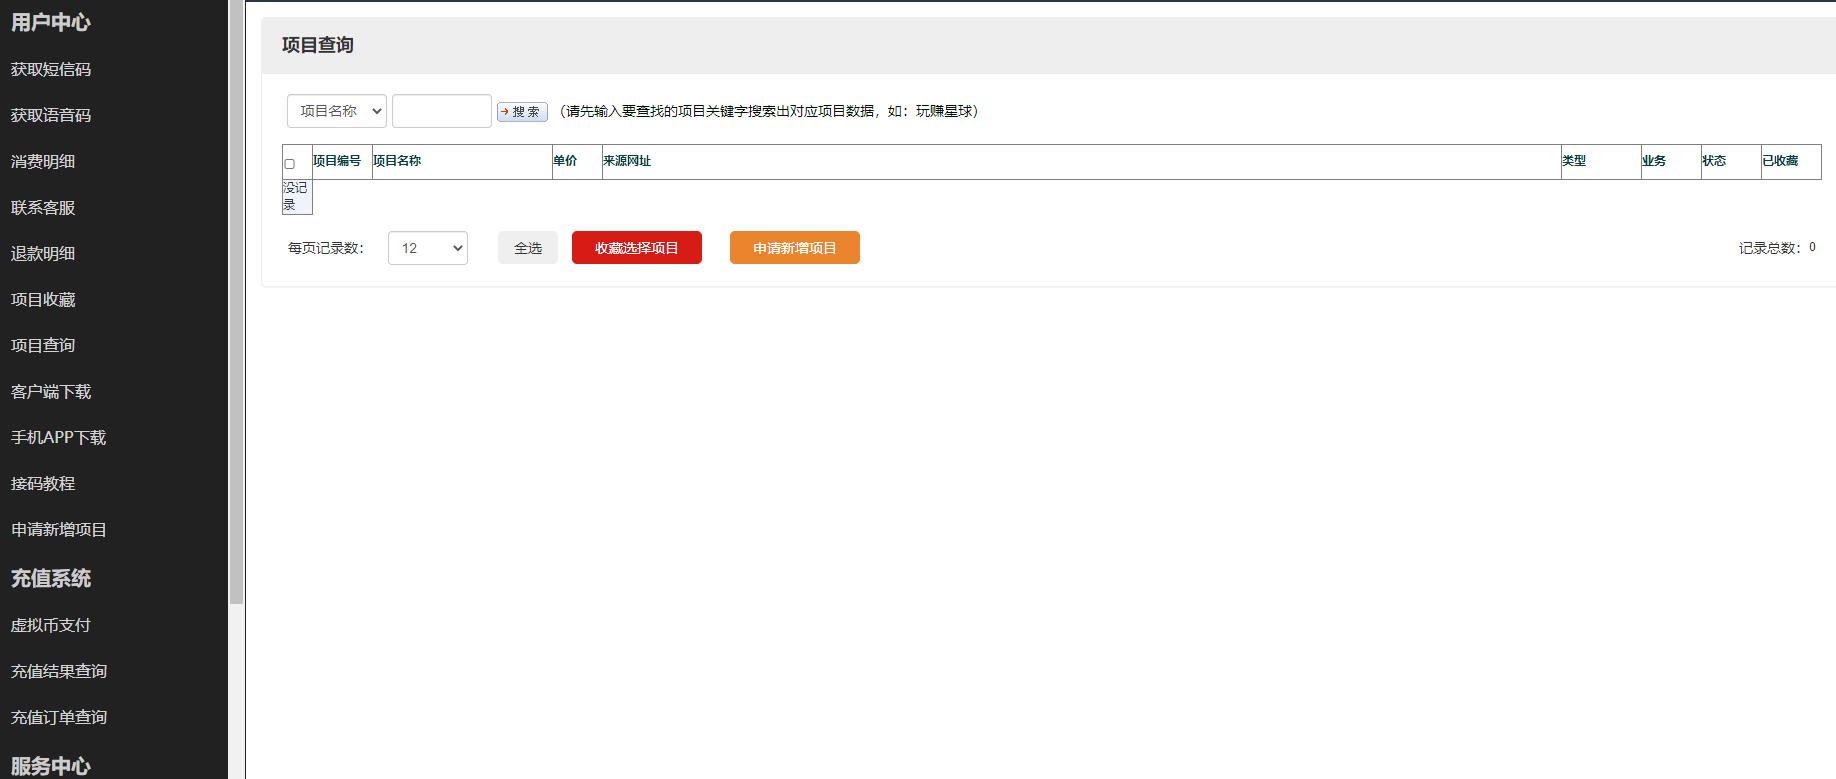 用户中心
获取短信码
获取语音码
消费明细
联系客服
退款明细
项目收藏
项目查询
客户端下载
手机APP下载
接码教程
申请新增项目
充值系统
虚拟币支付
充值结果查询
充值订单查询
服务中心
项目查询
项目名称 搜 索 （请先输入要查找的项目关键字搜索出对应项目数据，如：玩赚星球）
项目编号 项目名称 单价 来源网址 类型 业务 状态 已收藏
没记
录
每页记录数： 12 全选 收藏选择项目 申请新增项目 记录总数：0